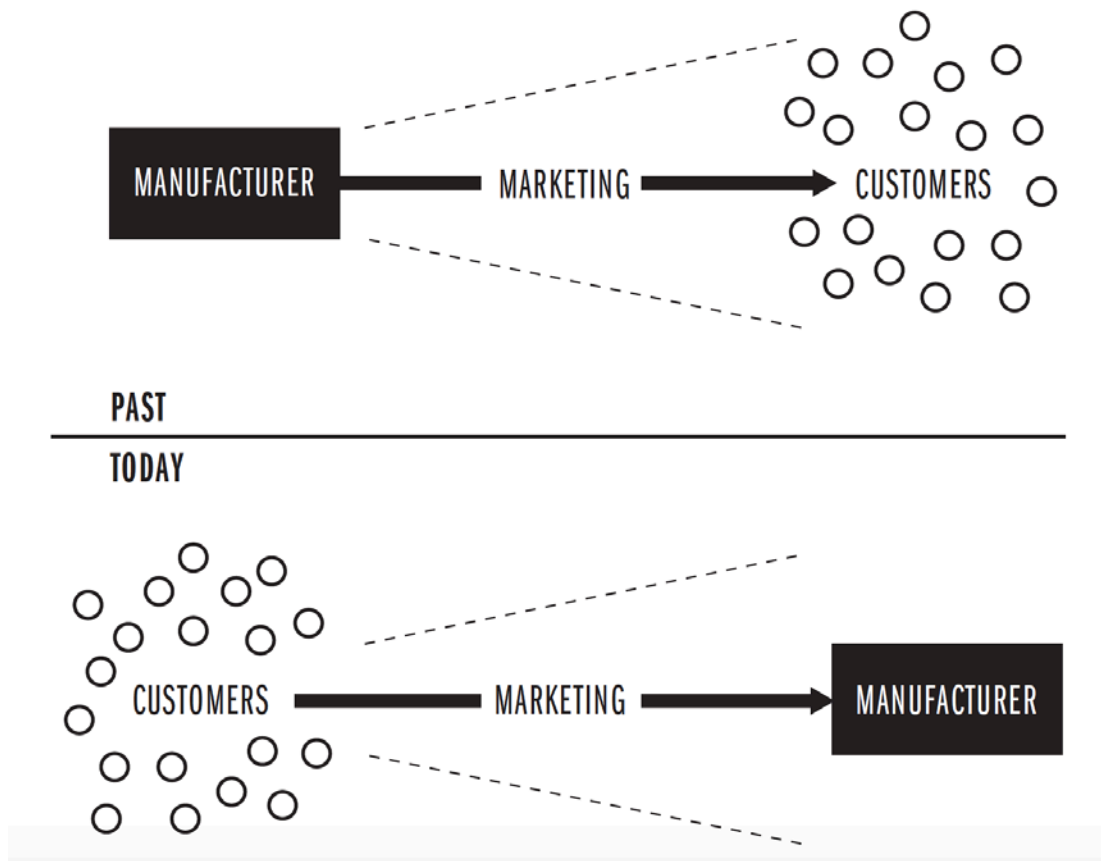 MANUFACTURER
MARKETING
CUSTOMERS
PAST
TODAY
CUSTOMERS
MARKETING
MANUFACTURER